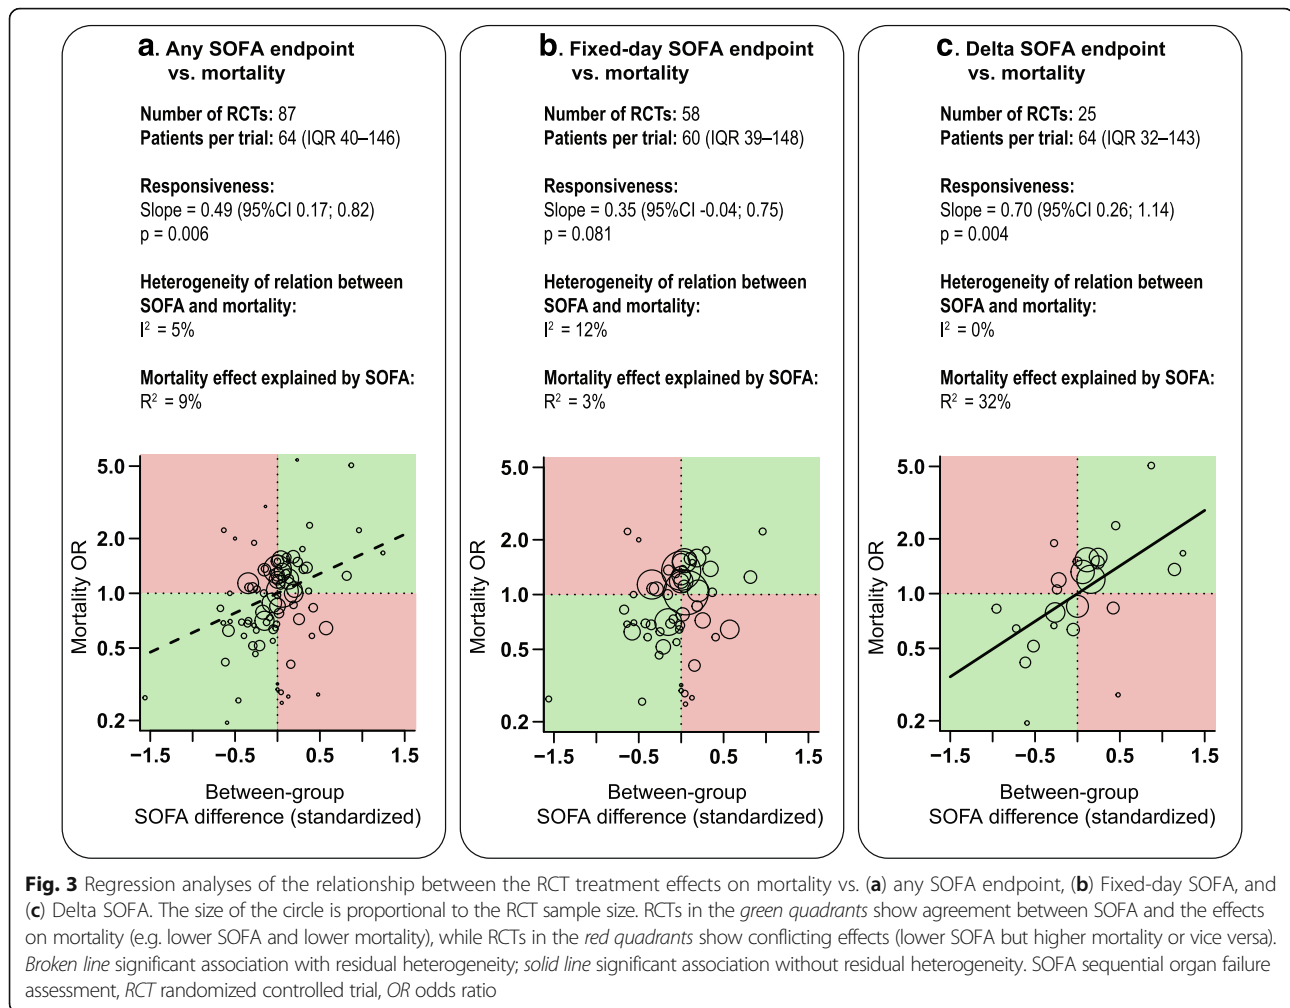 a. Any SOFA endpoint
vs. mortality
Number of RCTs: 87
Patients per trial: 64 (IQR 40–146)
Responsiveness:
Slope = 0.49 (95%CI 0.17; 0.82)
p = 0.006
Heterogeneity of relation between
SOFA and mortality:
I² = 5%
Mortality effect explained by SOFA:
R² = 9%
Mortality OR
5.0
2.0
1.0
0.5
0.2
−1.5
−0.5
0.5
1.5
Between-group
SOFA difference (standardized)
b. Fixed-day SOFA endpoint
vs. mortality
Number of RCTs: 58
Patients per trial: 60 (IQR 39–148)
Responsiveness:
Slope = 0.35 (95%CI -0.04; 0.75)
p = 0.081
Heterogeneity of relation between
SOFA and mortality:
I² = 12%
Mortality effect explained by SOFA:
R² = 3%
Mortality OR
5.0
2.0
1.0
0.5
0.2
−1.5
−0.5
0.5
1.5
Between-group
SOFA difference (standardized)
c. Delta SOFA endpoint
vs. mortality
Number of RCTs: 25
Patients per trial: 64 (IQR 32–143)
Responsiveness:
Slope = 0.70 (95%CI 0.26; 1.14)
p = 0.004
Heterogeneity of relation between
SOFA and mortality:
I² = 0%
Mortality effect explained by SOFA:
R² = 32%
Mortality OR
5.0
2.0
1.0
0.5
0.2
−1.5
−0.5
0.5
1.5
Between-group
SOFA difference (standardized)
Fig. 3 Regression analyses of the relationship between the RCT treatment effects on mortality vs. (a) any SOFA endpoint, (b) Fixed-day SOFA, and
(c) Delta SOFA. The size of the circle is proportional to the RCT sample size. RCTs in the green quadrants show agreement between SOFA and the effects
on mortality (e.g. lower SOFA and lower mortality), while RCTs in the red quadrants show conflicting effects (lower SOFA but higher mortality or vice versa).
Broken line significant association with residual heterogeneity; solid line significant association without residual heterogeneity. SOFA sequential organ failure
assessment, RCT randomized controlled trial, OR odds ratio